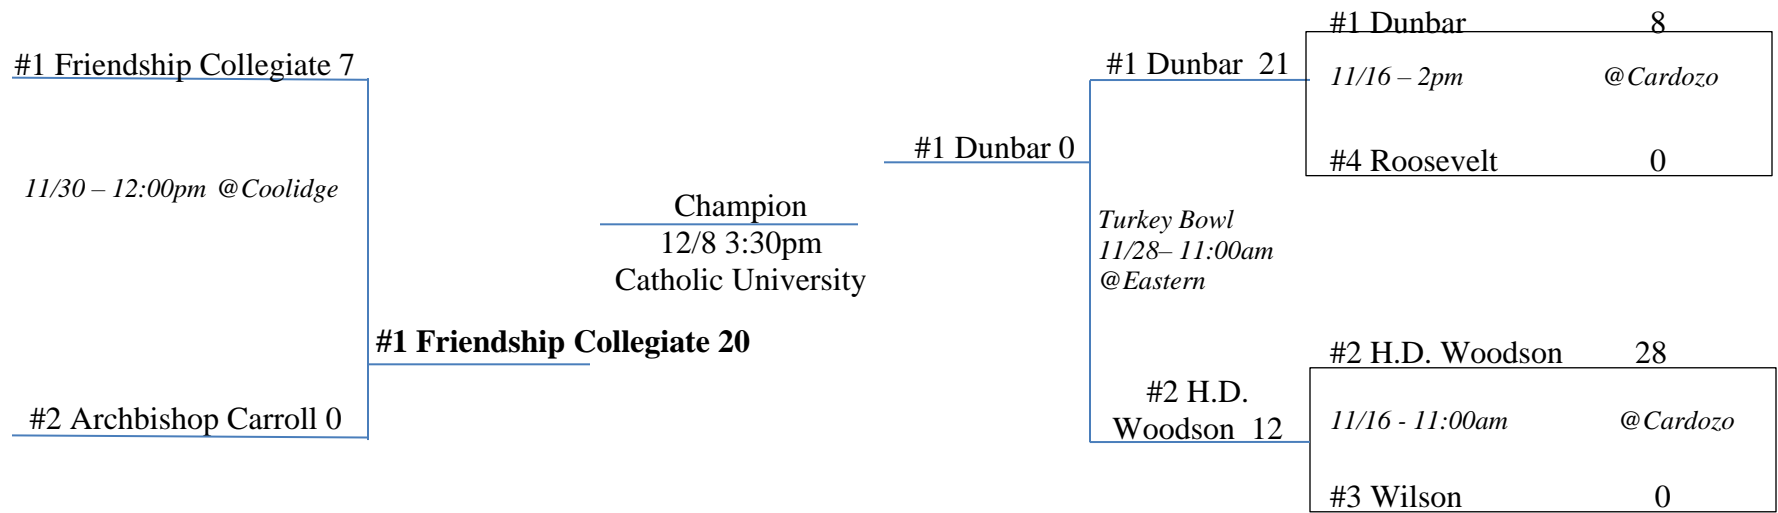 #1 Friendship Collegiate 7
11/30 – 12:00pm @Coolidge
#2 Archbishop Carroll 0
#1 Friendship Collegiate 20
Champion
12/8 3:30pm
Catholic University
#1 Dunbar 0
#1 Dunbar 21
Turkey Bowl
11/28– 11:00am
@Eastern
#2 H.D.
Woodson 12
#1 Dunbar 8
11/16 – 2pm @Cardozo
#4 Roosevelt 0
#2 H.D. Woodson 28
11/16 - 11:00am @Cardozo
#3 Wilson 0